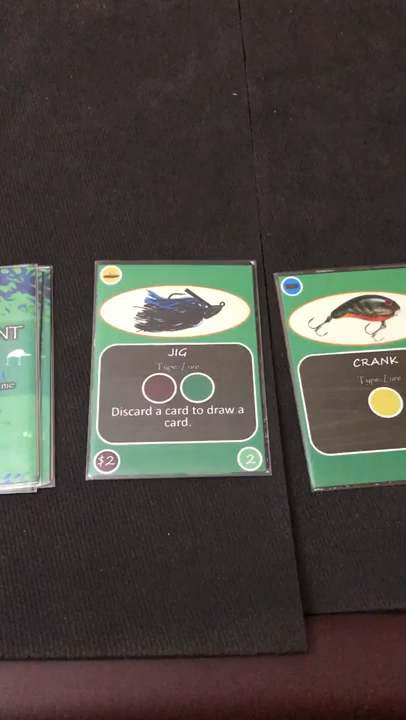 NT
JIG
Type: Lure
Discard a card to draw a
card.
$2
2
CRANK
Type: Lure